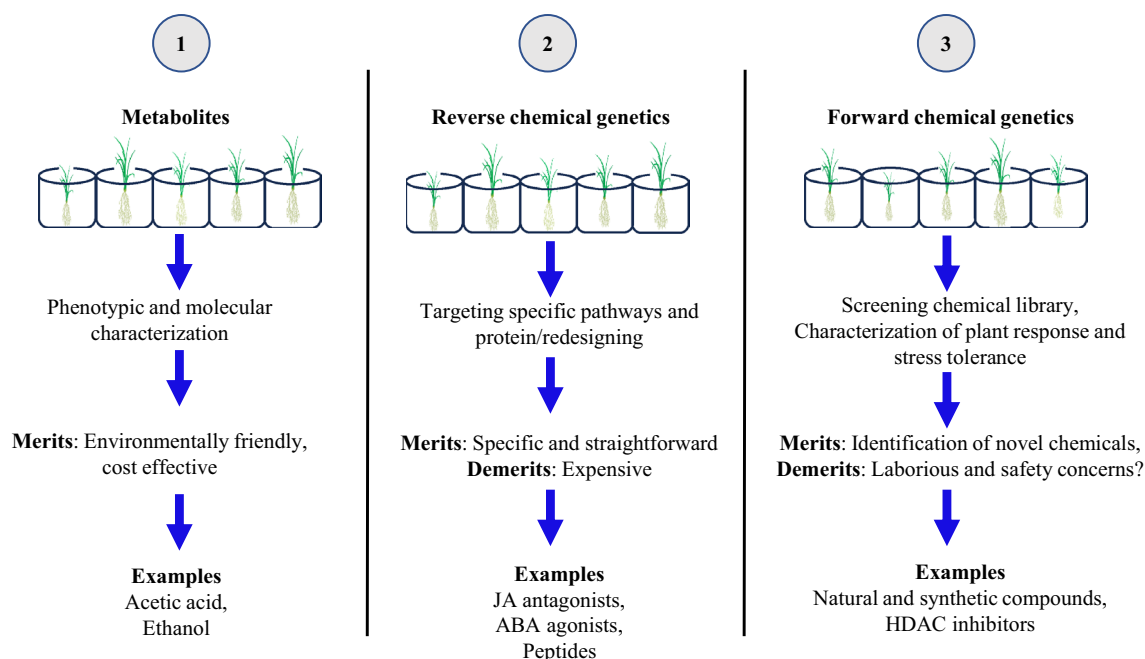 1
Metabolites
Phenotypic and molecular
characterization
Merits: Environmentally friendly,
cost effective
Examples
Acetic acid,
Ethanol
2
Reverse chemical genetics
Targeting specific pathways and
protein/redesigning
Merits: Specific and straightforward
Demerits: Expensive
Examples
JA antagonists,
ABA agonists,
Peptides
3
Forward chemical genetics
Screening chemical library,
Characterization of plant response and
stress tolerance
Merits: Identification of novel chemicals,
Demerits: Laborious and safety concerns?
Examples
Natural and synthetic compounds,
HDAC inhibitors